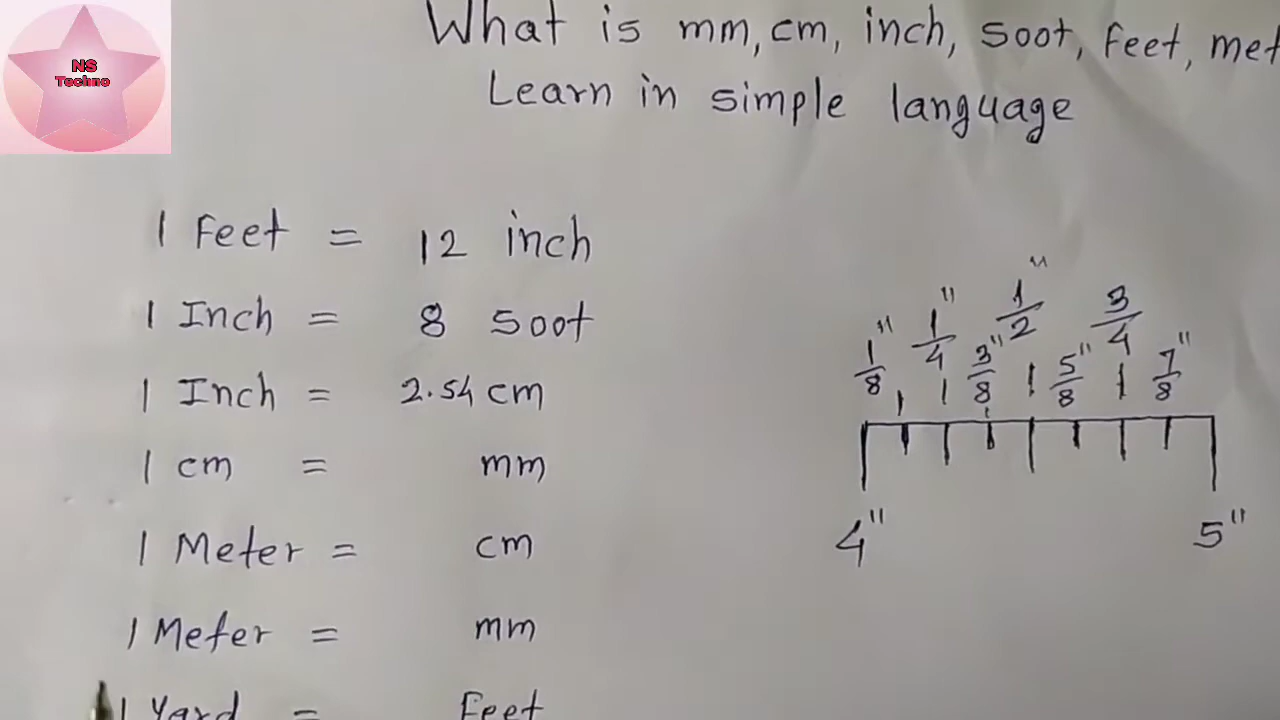 NS
Techno
What is mm, cm, inch, soot, feet, met
Learn in simple language
1 Feet = 12 inch
1 Inch = 8 Soot
1 Inch = 2.54 cm
1 cm = mm
1 Meter = cm
1 Meter = mm
1 Yard = Feet
1/8" 1/4" 3/8" 1/2" 5/8" 3/4 7/8"
4" 5"